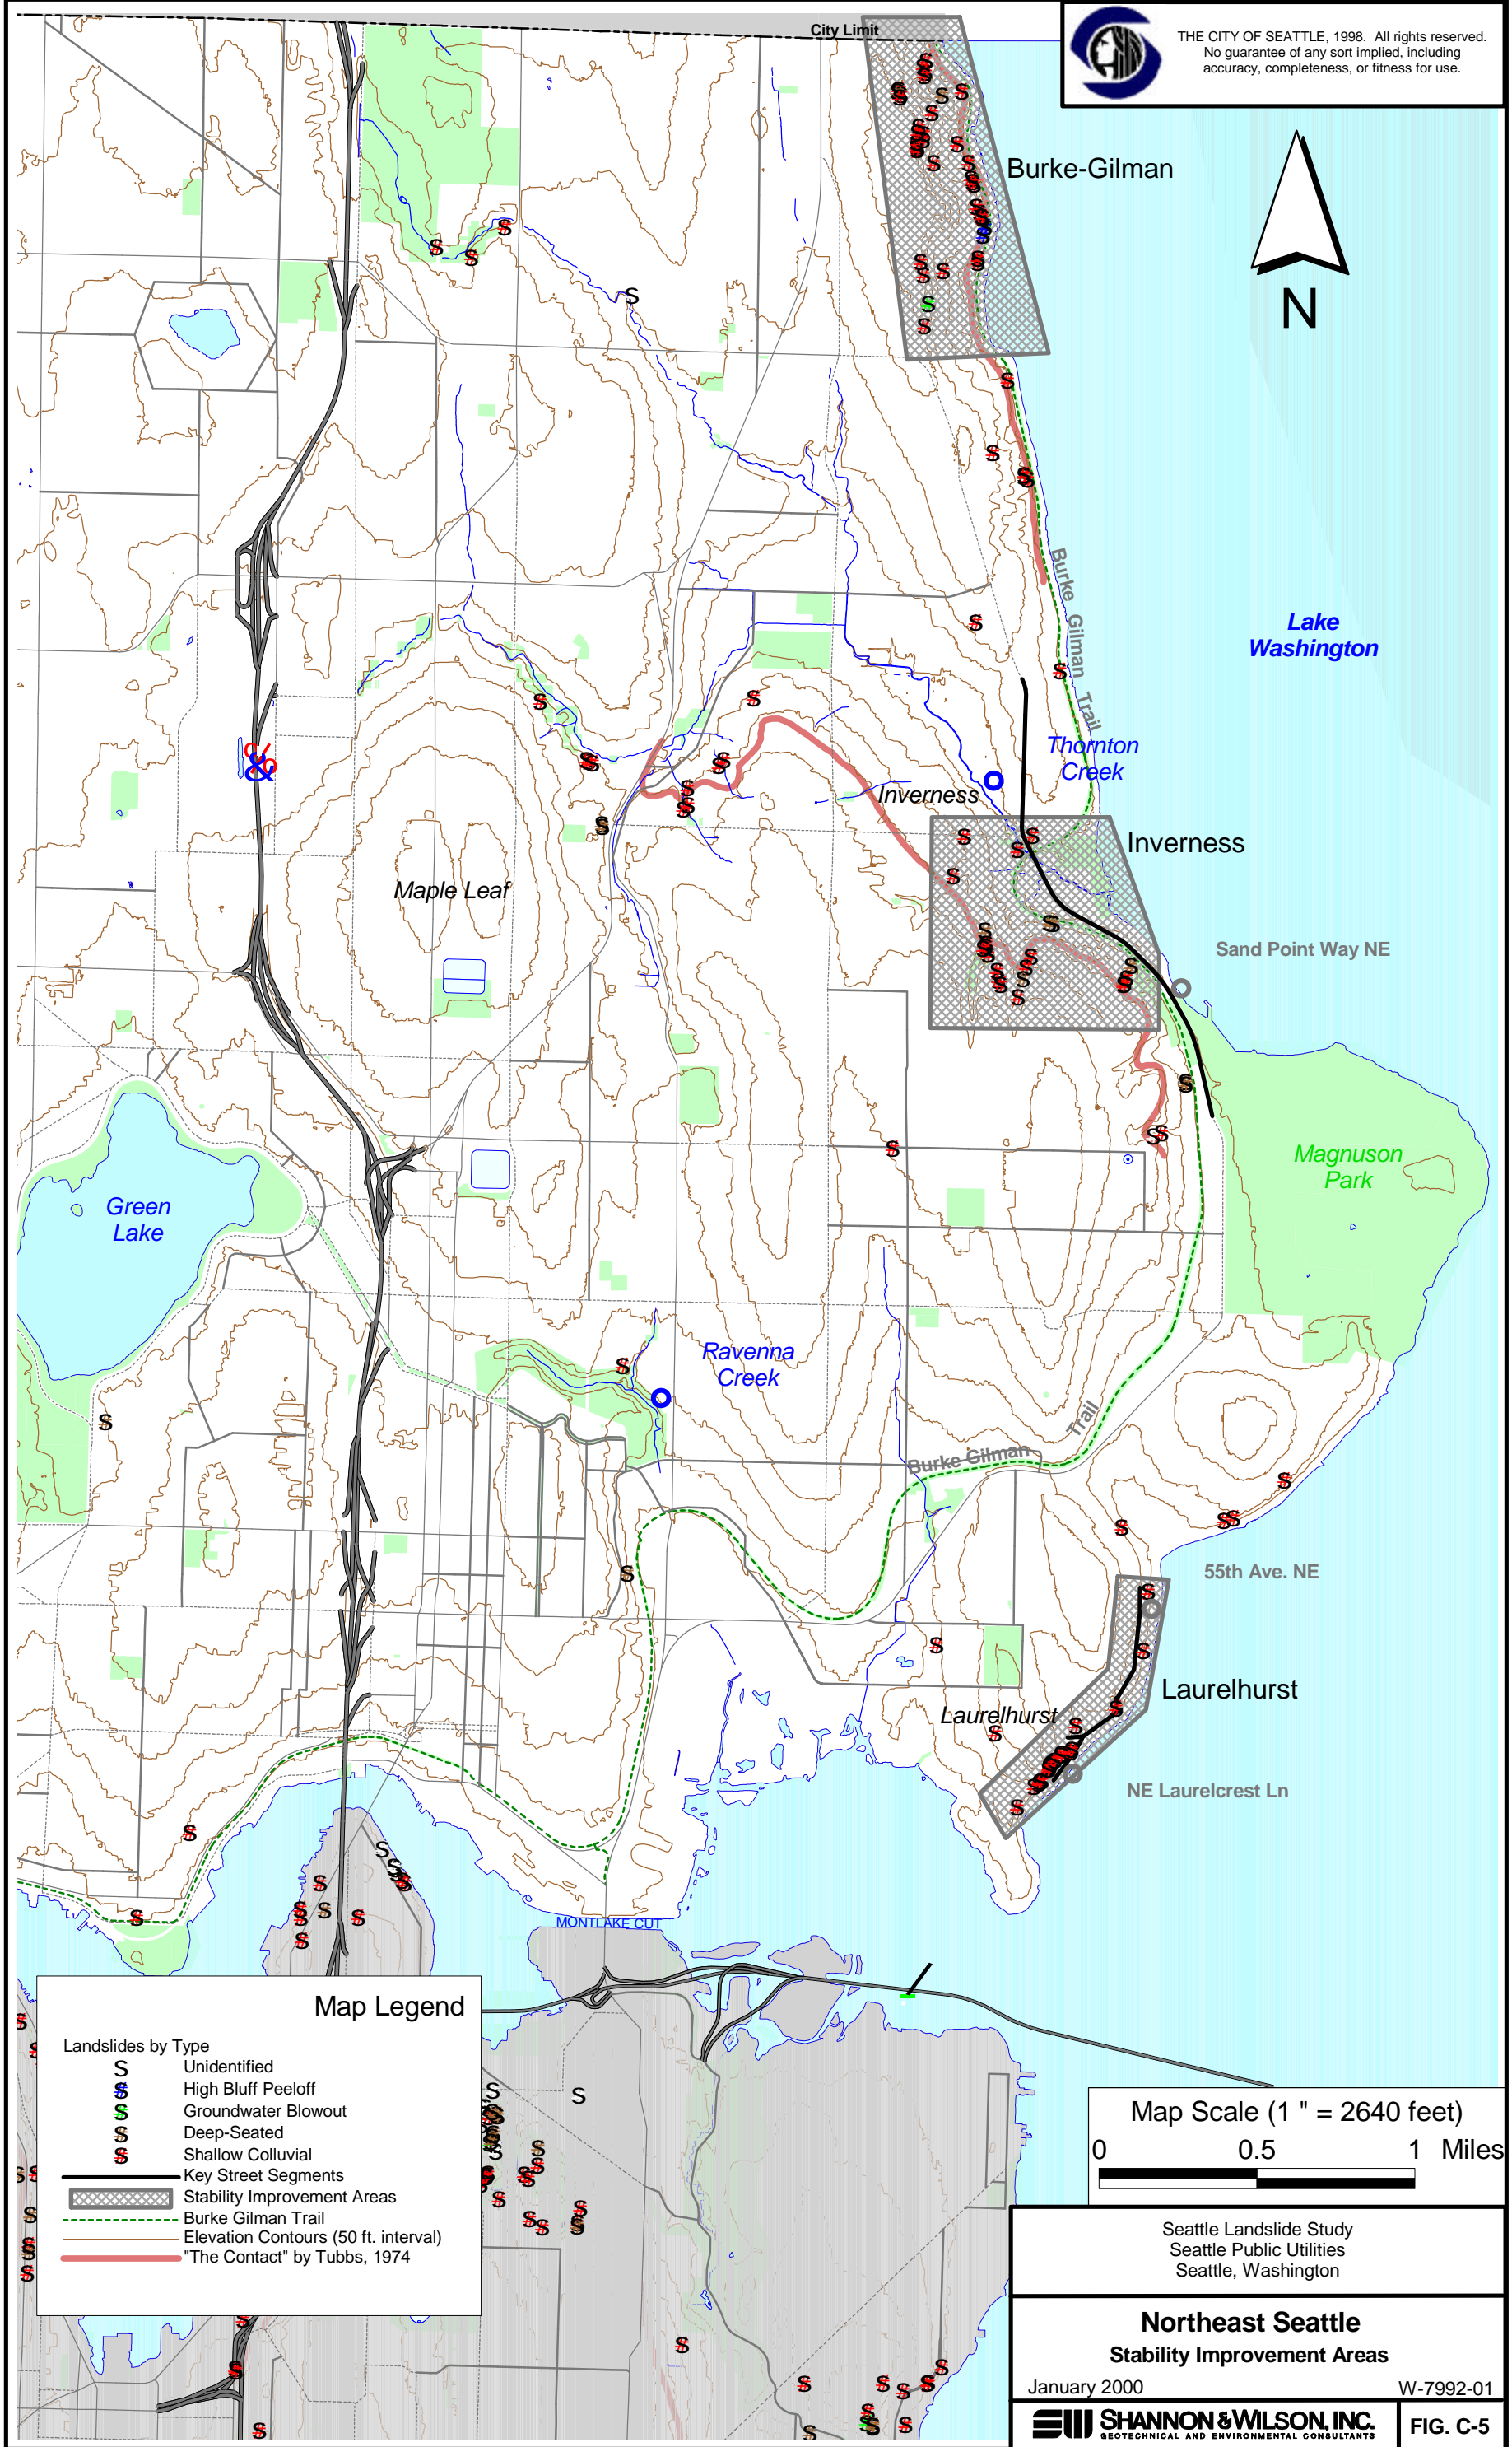 City Limit
THE CITY OF SEATTLE, 1998. All rights reserved.
No guarantee of any sort implied, including
accuracy, completeness, or fitness for use.
Burke-Gilman
N
Burke Gilman Trail
Lake
Washington
Thornton
Creek
Inverness
Inverness
Maple Leaf
Sand Point Way NE
Magnuson
Park
Green
Lake
Ravenna
Creek
Burke Gilman Trail
55th Ave. NE
Laurelhurst
Laurelhurst
NE Laurelcrest Ln
MONTLAKE CUT
Map Legend
Landslides by Type
S Unidentified
S High Bluff Peeloff
S Groundwater Blowout
S Deep-Seated
S Shallow Colluvial
Key Street Segments
Stability Improvement Areas
Burke Gilman Trail
Elevation Contours (50 ft. interval)
"The Contact" by Tubbs, 1974
Map Scale (1 " = 2640 feet)
0 0.5 1 Miles
Seattle Landslide Study
Seattle Public Utilities
Seattle, Washington
Northeast Seattle
Stability Improvement Areas
January 2000 W-7992-01
SHANNON & WILSON, INC.
GEOTECHNICAL AND ENVIRONMENTAL CONSULTANTS
FIG. C-5